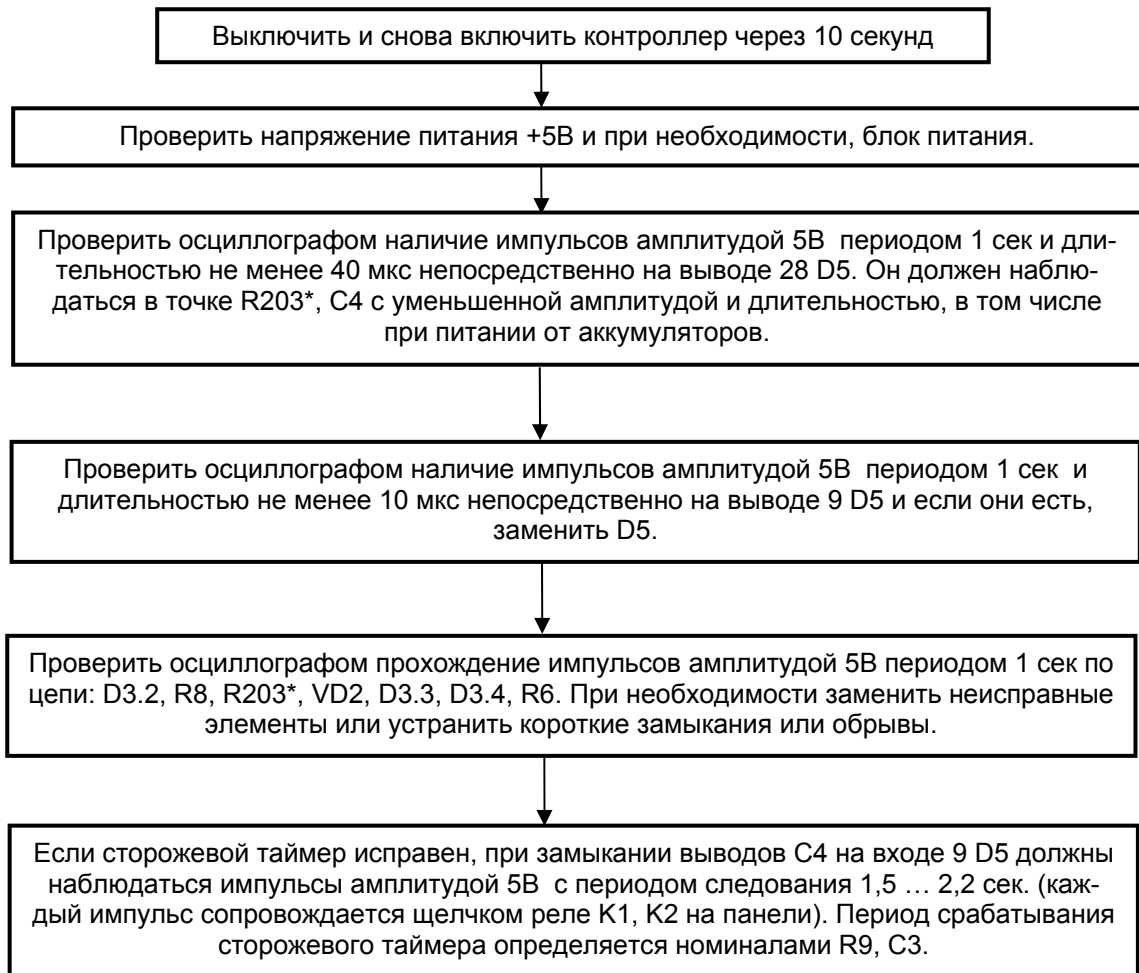 Выключить и снова включить контроллер через 10 секунд
Проверить напряжение питания +5В и при необходимости, блок питания.
Проверить осциллографом наличие импульсов амплитудой 5В  периодом 1 сек и дли-
тельностью не менее 40 мкс непосредственно на выводе 28 D5. Он должен наблю-
даться в точке R203*, C4 с уменьшенной амплитудой и длительностью, в том числе
при питании от аккумуляторов.
Проверить осциллографом наличие импульсов амплитудой 5В  периодом 1 сек  и
длительностью не менее 10 мкс непосредственно на выводе 9 D5 и если они есть,
заменить D5.
Проверить осциллографом прохождение импульсов амплитудой 5В периодом 1 сек по
цепи: D3.2, R8, R203*, VD2, D3.3, D3.4, R6. При необходимости заменить неисправные
элементы или устранить короткие замыкания или обрывы.
Если сторожевой таймер исправен, при замыкании выводов C4 на входе 9 D5 должны
наблюдаться импульсы амплитудой 5В  с периодом следования 1,5 … 2,2 сек. (каж-
дый импульс сопровождается щелчком реле K1, K2 на панели). Период срабатывания
сторожевого таймера определяется номиналами R9, C3.